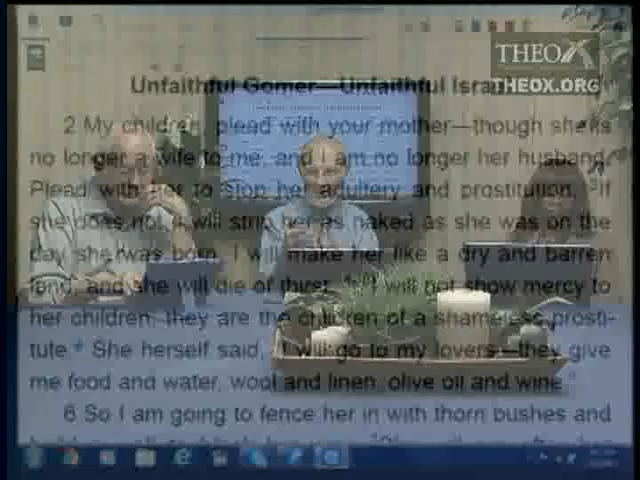 THEOX
THEOX.ORG
Unfaithful Gomer—Unfaithful Isra
2 My children, plead with your mother—though she is
no longer a wife to me, and I am no longer her husband.
Plead with her to stop her adultery and prostitution. If
she does not, I will strip her as naked as she was on the
day she was born. I will make her like a dry and barren
land, and she will die of thirst. I will not show mercy to
her children; they are the children of a shameless prosti-
tute. She herself said, "I will go to my lovers—they give
me food and water, wool and linen, olive oil and wine."
6 So I am going to fence her in with thorn bushes and